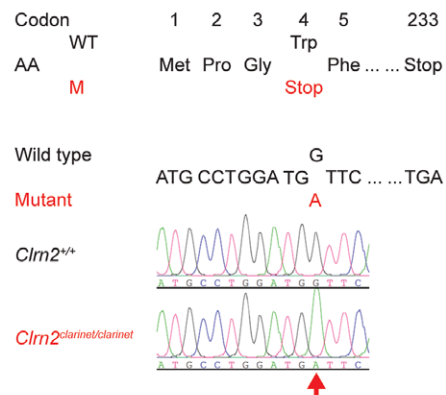 Codon 1 2 3 4 5 233
WT Trp
AA Met Pro Gly Phe ... ... Stop
M Stop
Wild type G
ATG CCTGGA TG TTC ... ... TGA
Mutant A
Clrn2+/+
A T G C C T G G A T G G T T C
Clrn2clarinet/clarinet
A T G C C T G G A T G A T T C